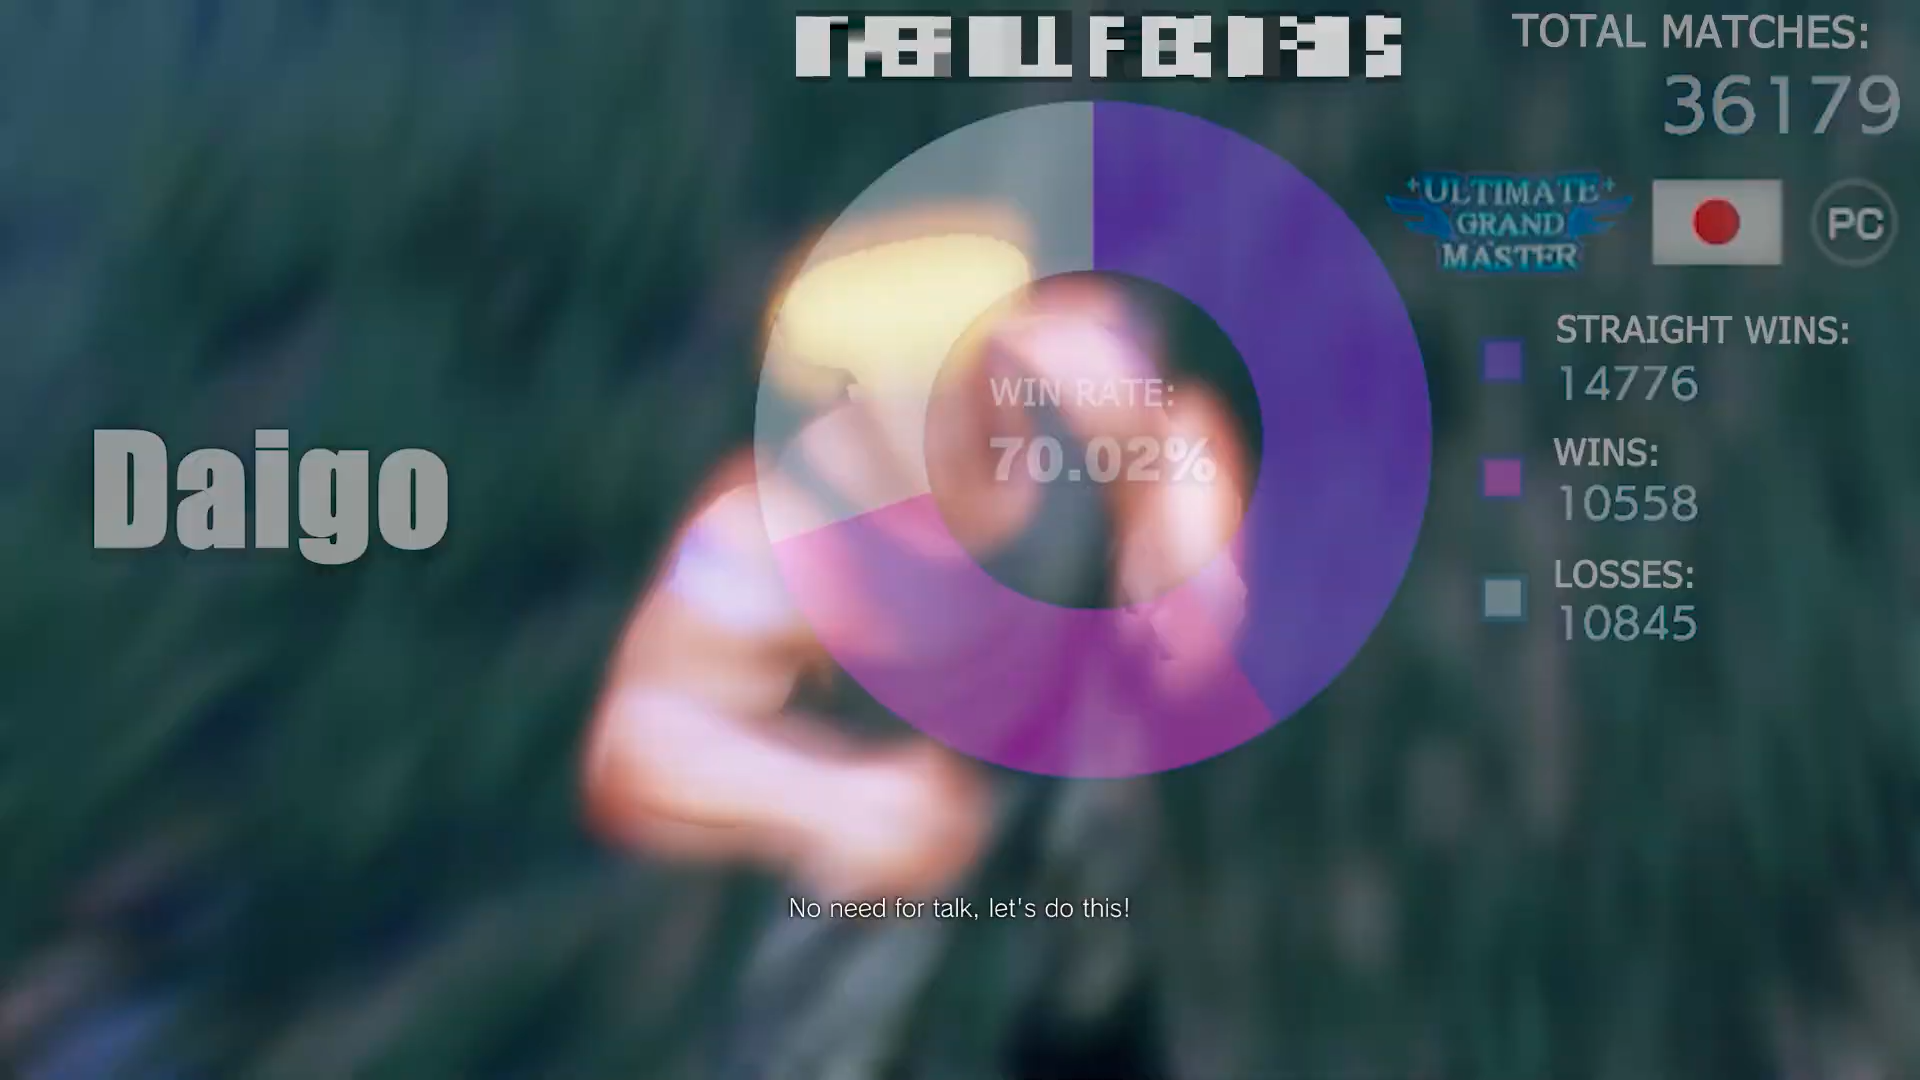 TOTAL MATCHES:
36179
ULTIMATE
GRAND
MASTER
PC
STRAIGHT WINS:
14776
WIN RATE:
70.02%
WINS:
10558
Daigo
LOSSES:
10845
No need for talk, let's do this!